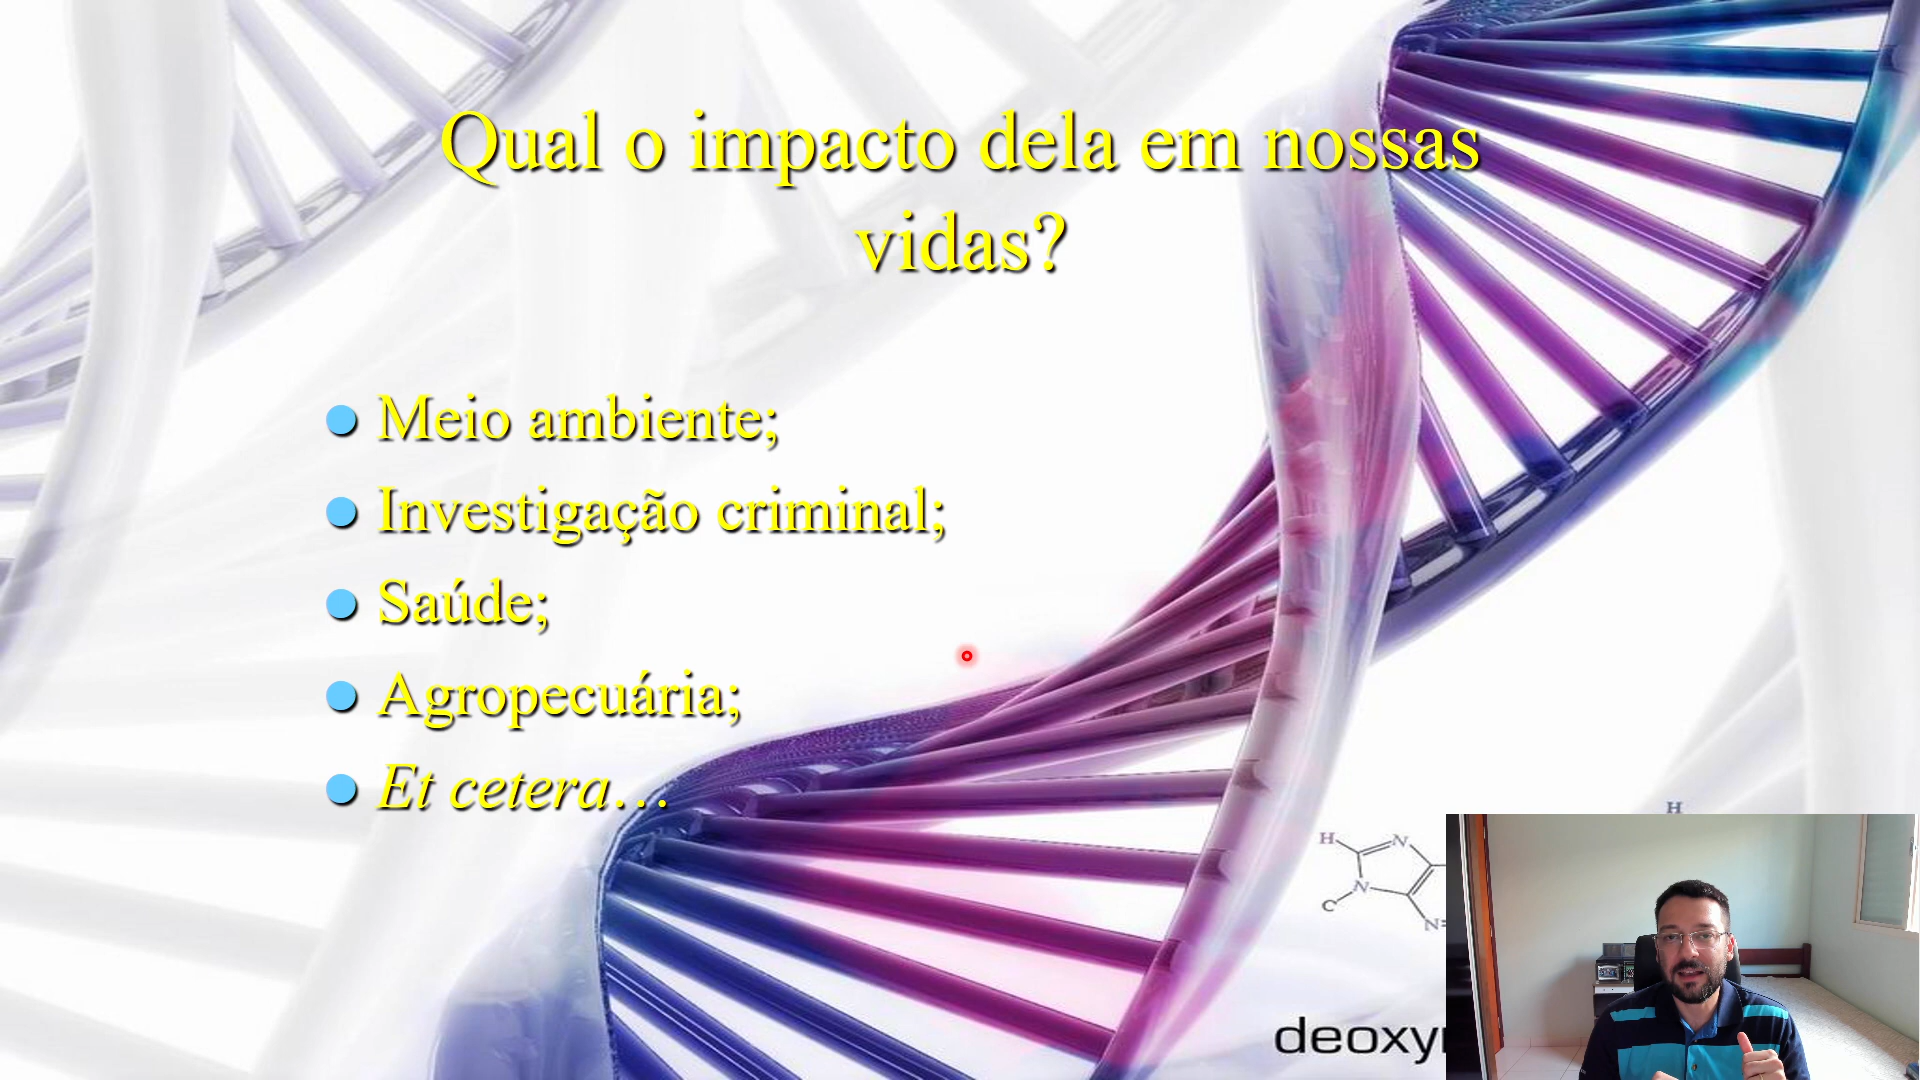 Qual o impacto dela em nossas
vidas?
Meio ambiente;
Investigação criminal;
Saúde;
Agropecuária;
Et cetera…
H
H
N
N
C
N=
deoxy